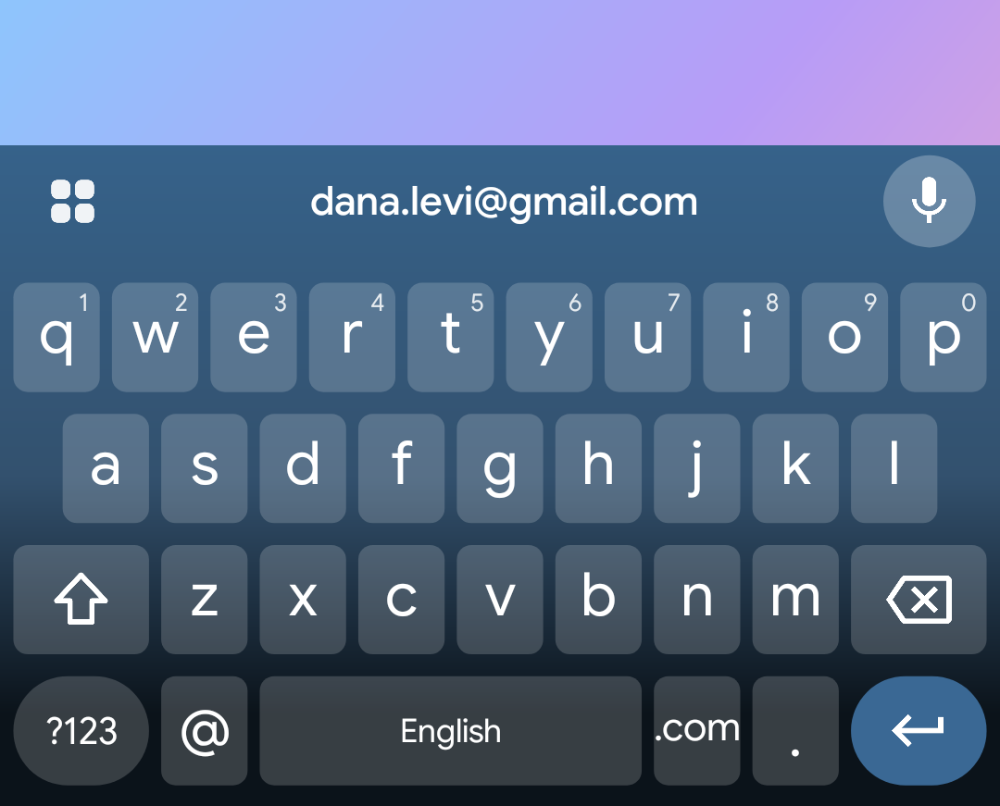 dana.levi@gmail.com
q1 w2 e3 r4 t5 y6 u7 i8 o9 p0
a s d f g h j k l
z x c v b n m
?123 @ English .com .